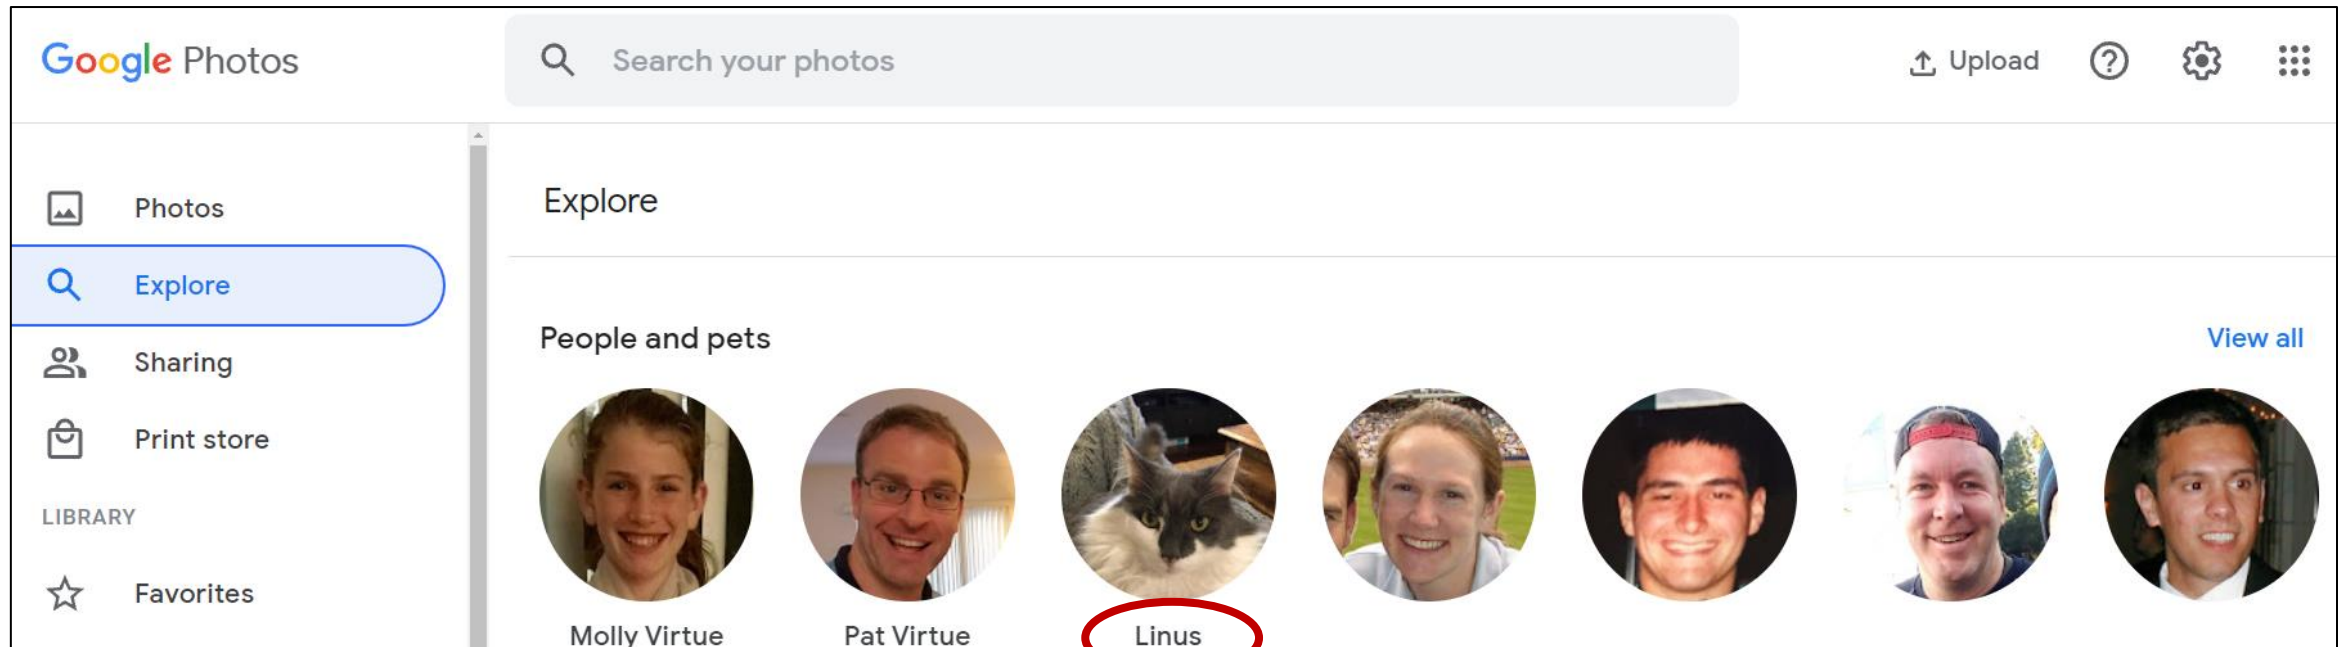 Google Photos
Search your photos
Upload
Photos
Explore
Sharing
Print store
LIBRARY
Favorites
Explore
People and pets
View all
Molly Virtue
Pat Virtue
Linus